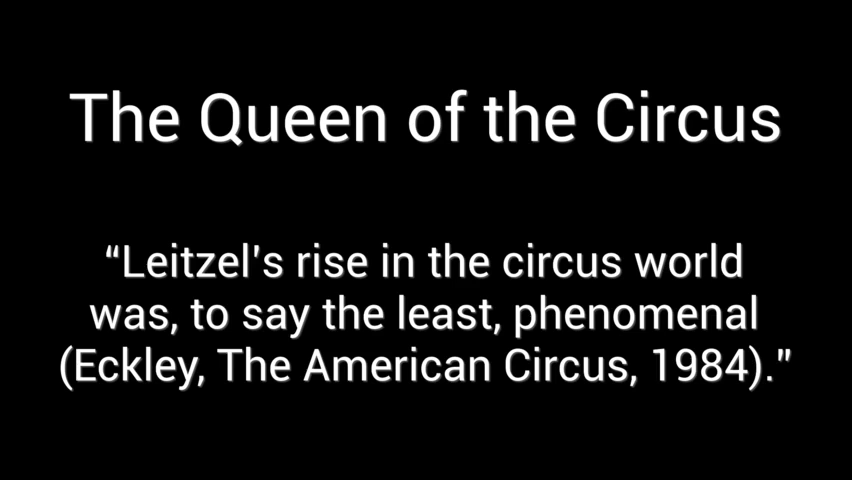 The Queen of the Circus
“Leitzel's rise in the circus world
was, to say the least, phenomenal
(Eckley, The American Circus, 1984).”